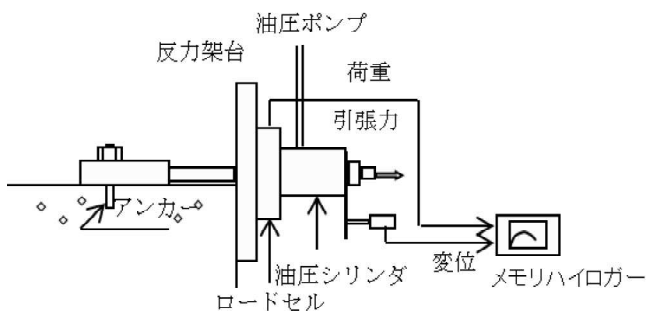 油圧ポンプ
反力架台
荷重
引張力
アンカー
変位
油圧シリンダ
メモリハイロガー
ロードセル